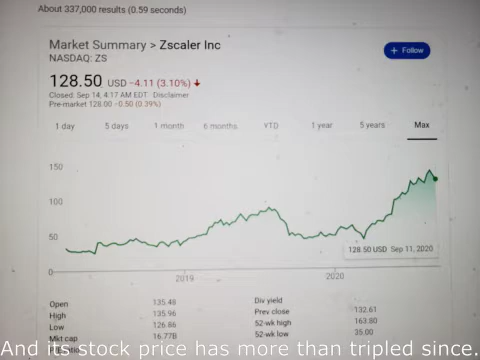 About 337,000 results (0.59 seconds)
Market Summary > Zscaler Inc
NASDAQ: ZS
+ Follow
128.50 USD −4.11 (3.10%) ↓
Closed: Sep 14, 4:17 AM EDT · Disclaimer
Pre-market 128.00 −0.50 (0.39%)
1 day 5 days 1 month 6 months YTD 1 year 5 years Max
150
100
50
0
128.50 USD Sep 11, 2020
2019 2020
Open 135.48 Div yield
High 135.96 Prev close 132.61
Low 126.86 52-wk high 163.80
Mkt cap 16.77B 52-wk low 35.00
And its stock price has more than tripled since.